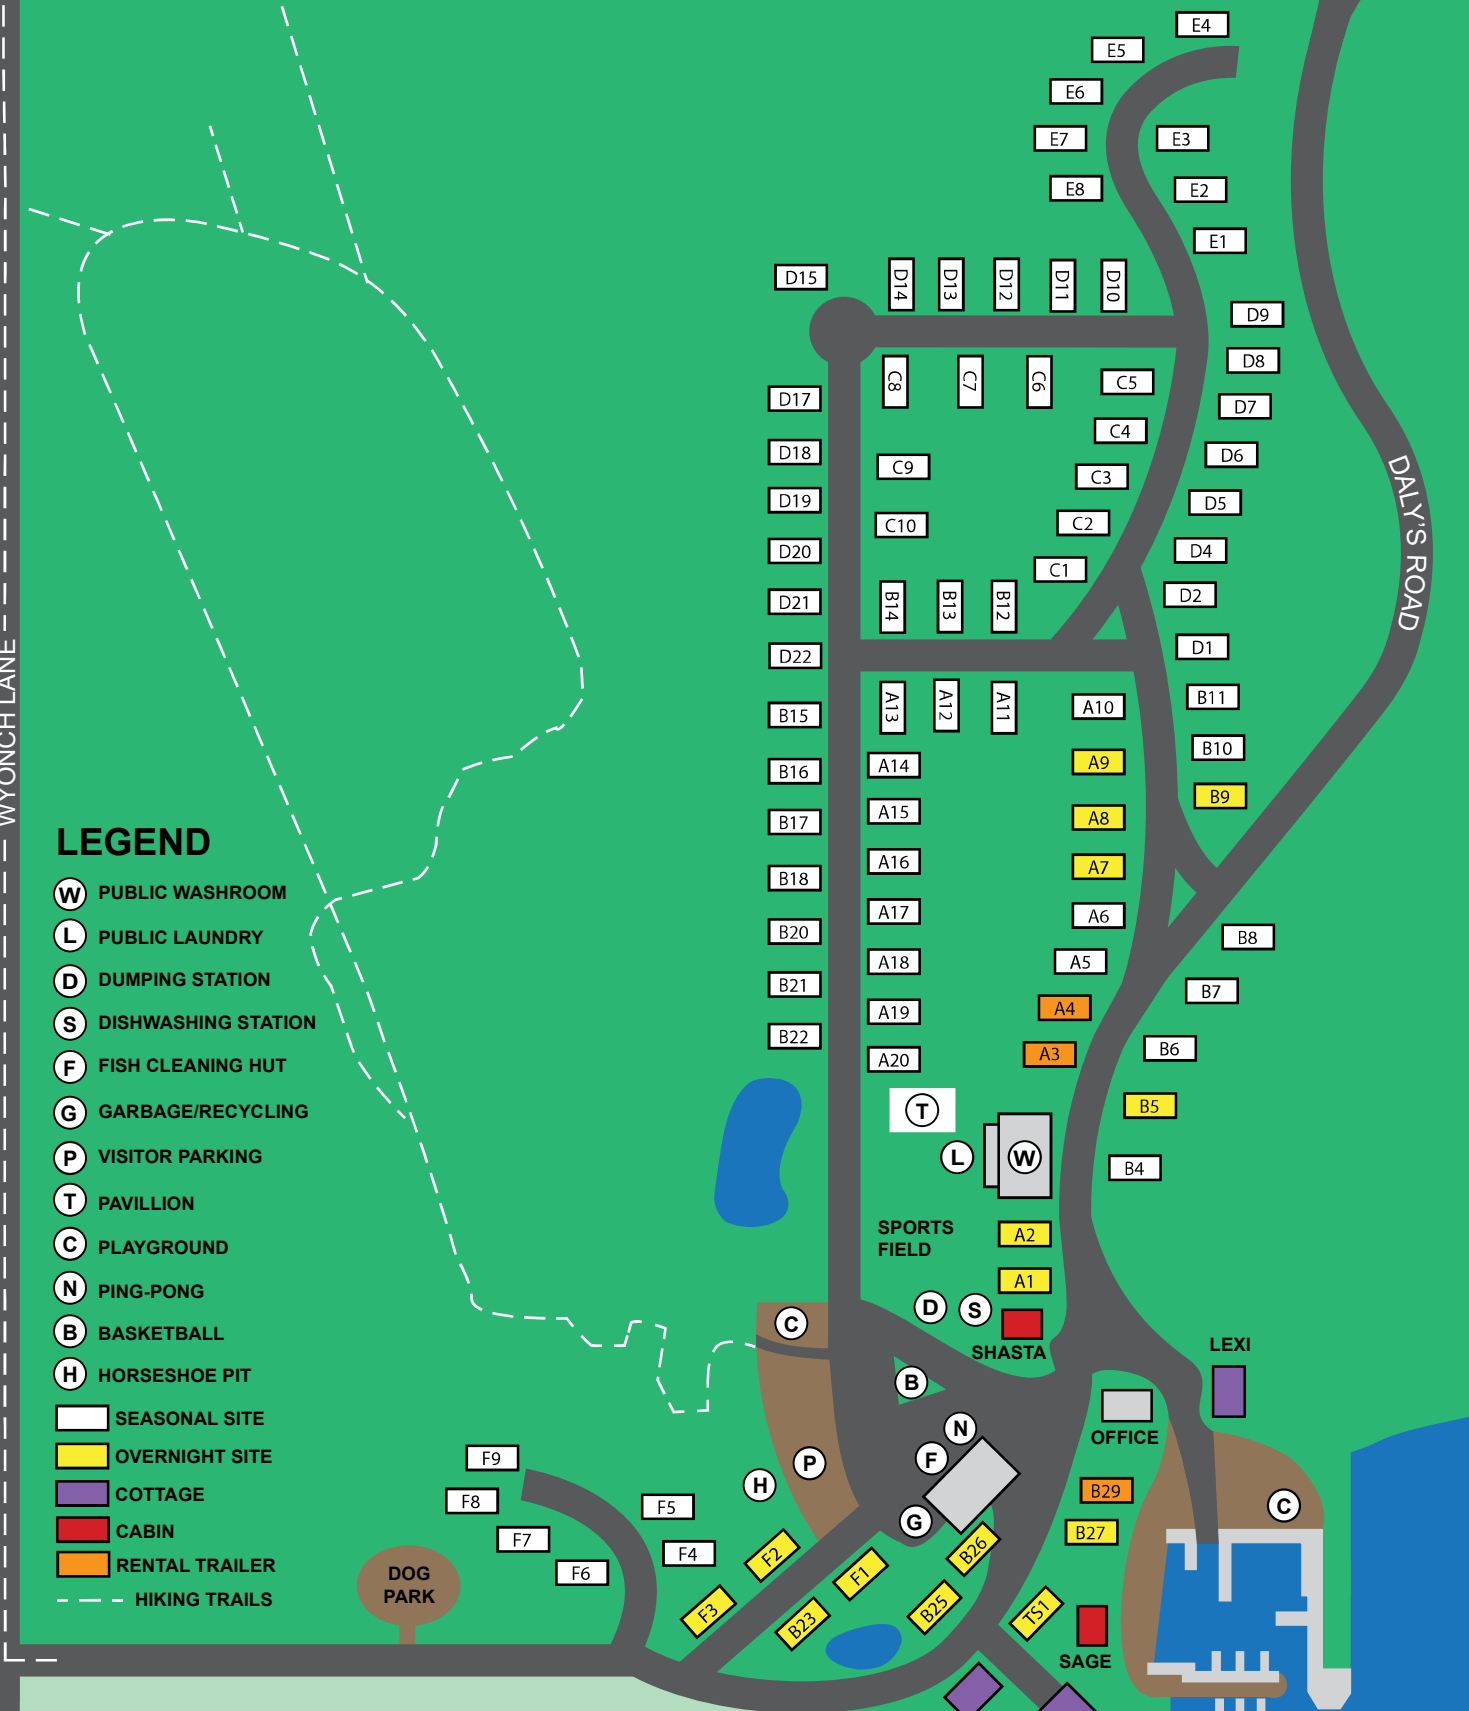 E4
E5
E6
E7
E3
E8
E2
E1
D15
D14
D13
D12
D11
D10
D9
D8
C8
C7
C6
C5
D7
D17
C4
D6
D18
C9
C3
D5
D19
C10
C2
D4
D20
C1
D2
D21
B14
B13
B12
D1
D22
DALY'S ROAD
WYONCH LANE
A13
A12
A11
A10
B11
B15
B10
A14
A9
B16
B9
A15
A8
B17
A16
A7
B18
A17
A6
B20
B8
A18
A5
B21
B7
A19
A4
B22
B6
A20
A3
B5
T
L
W
B4
SPORTS
FIELD
A2
A1
D
S
SHASTA
C
LEXI
B
N
OFFICE
F
P
H
G
B29
B27
C
F9
F8
F7
F6
F5
F4
F2
F3
F1
B23
B26
B25
TS1
SAGE
DOG
PARK
LEGEND
W PUBLIC WASHROOM
L PUBLIC LAUNDRY
D DUMPING STATION
S DISHWASHING STATION
F FISH CLEANING HUT
G GARBAGE/RECYCLING
P VISITOR PARKING
T PAVILLION
C PLAYGROUND
N PING-PONG
B BASKETBALL
H HORSESHOE PIT
SEASONAL SITE
OVERNIGHT SITE
COTTAGE
CABIN
RENTAL TRAILER
HIKING TRAILS